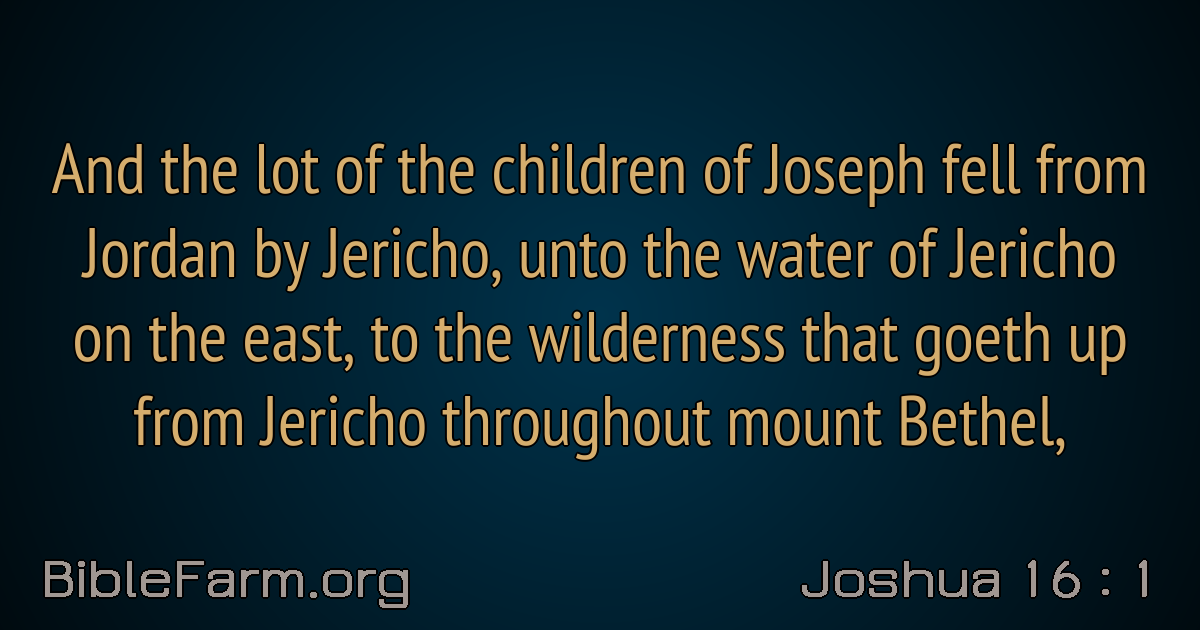 And the lot of the children of Joseph fell from
Jordan by Jericho, unto the water of Jericho
on the east, to the wilderness that goeth up
from Jericho throughout mount Bethel,
BibleFarm.org
Joshua 16 : 1